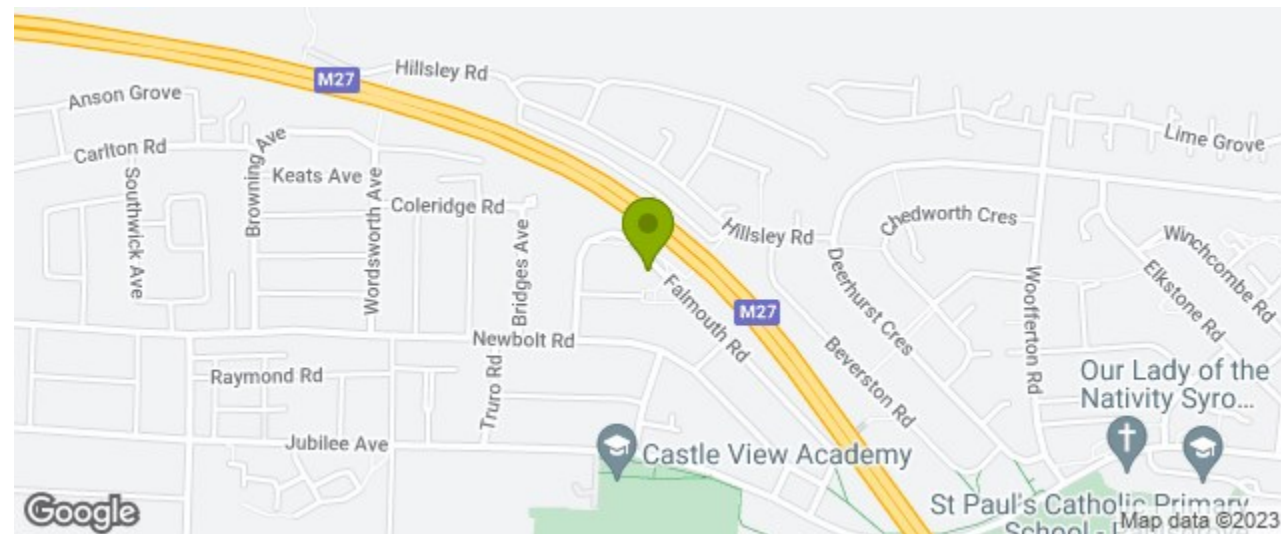 M27
Hillsley Rd
Anson Grove
Lime Grove
Carlton Rd
Southwick Ave
Browning Ave
Keats Ave
Wordsworth Ave
Coleridge Rd
Bridges Ave
Hillsley Rd
Chedworth Cres
Winchcombe Rd
Elkstone Rd
Deerhurst Cres
Woofferton Rd
Falmouth Rd
M27
Beverston Rd
Newbolt Rd
Raymond Rd
Truro Rd
Our Lady of the
Nativity Syro...
Jubilee Ave
Castle View Academy
St Paul's Catholic Primary
School -
Google
Map data ©2023